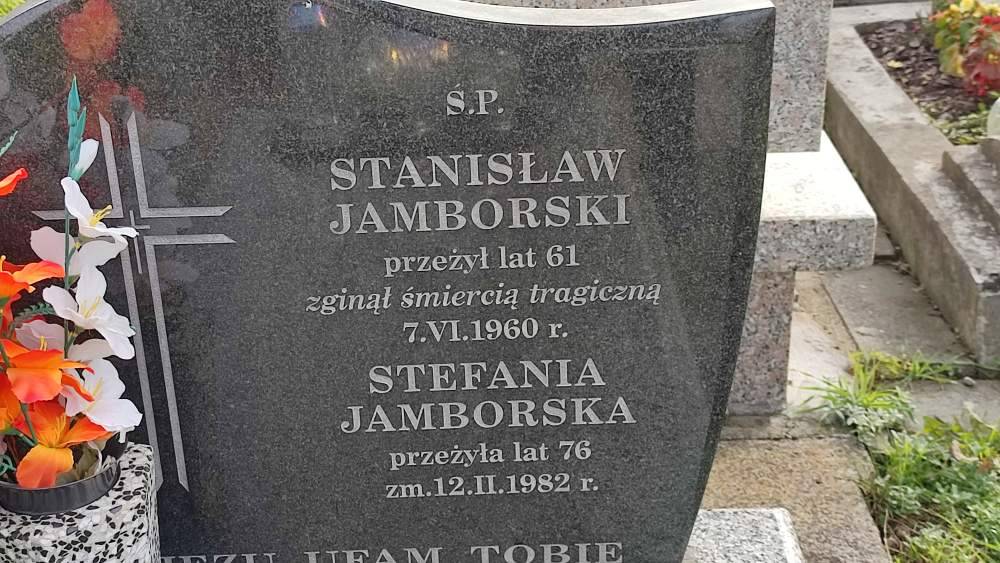 S.P.
STANISŁAW
JAMBORSKI
przeżył lat 61
zginął śmiercią tragiczną
7.VI.1960 r.
STEFANIA
JAMBORSKA
przeżyła lat 76
zm.12.II.1982 r.
UFAM TOBIE